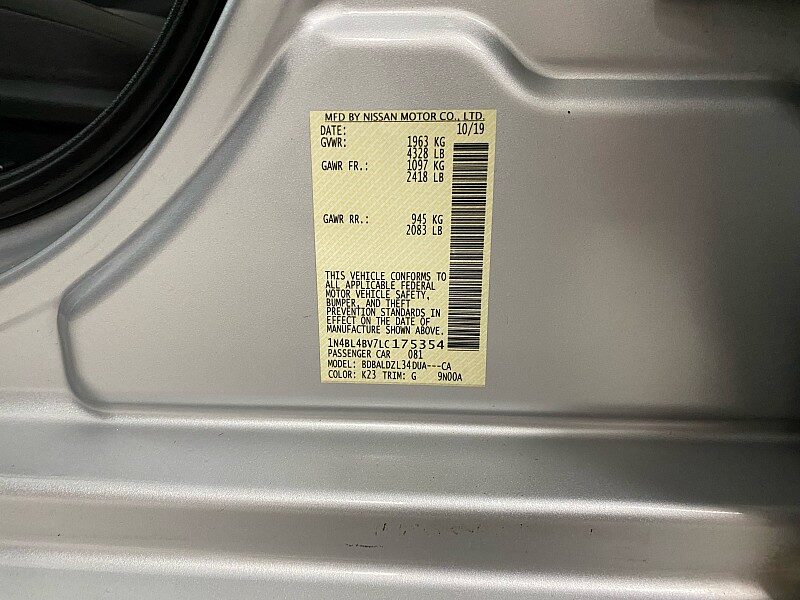 MFD BY NISSAN MOTOR CO., LTD.
DATE: 10/19
GVWR: 1963 KG
4328 LB
GAWR FR.: 1097 KG
2418 LB
GAWR RR.: 945 KG
2083 LB
THIS VEHICLE CONFORMS TO
ALL APPLICABLE FEDERAL
MOTOR VEHICLE SAFETY,
BUMPER, AND THEFT
PREVENTION STANDARDS IN
EFFECT ON THE DATE OF
MANUFACTURE SHOWN ABOVE.
1N4BL4BV7LC175354
PASSENGER CAR 081
MODEL: BDBALDZL34DUA---CA
COLOR: K23 TRIM: G 9N00A